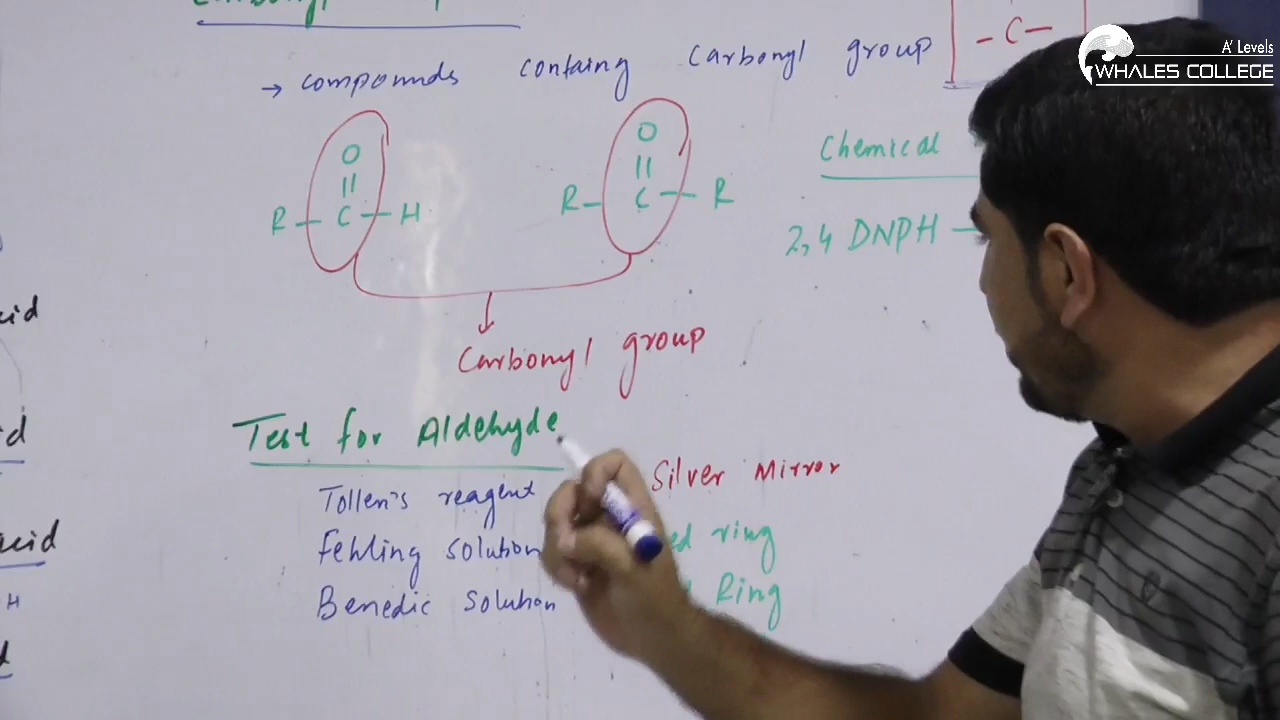 → compounds containg Carbonyl group
- C -
A' Levels
WHALES COLLEGE
O
||
R - C - H
O
||
R - C - R
Chemical
2,4 DNPH -
Carbonyl group
Test for Aldehyde
Tollen's reagent
Silver Mirror
Fehling solution
ring
Benedic solution
Ring
H